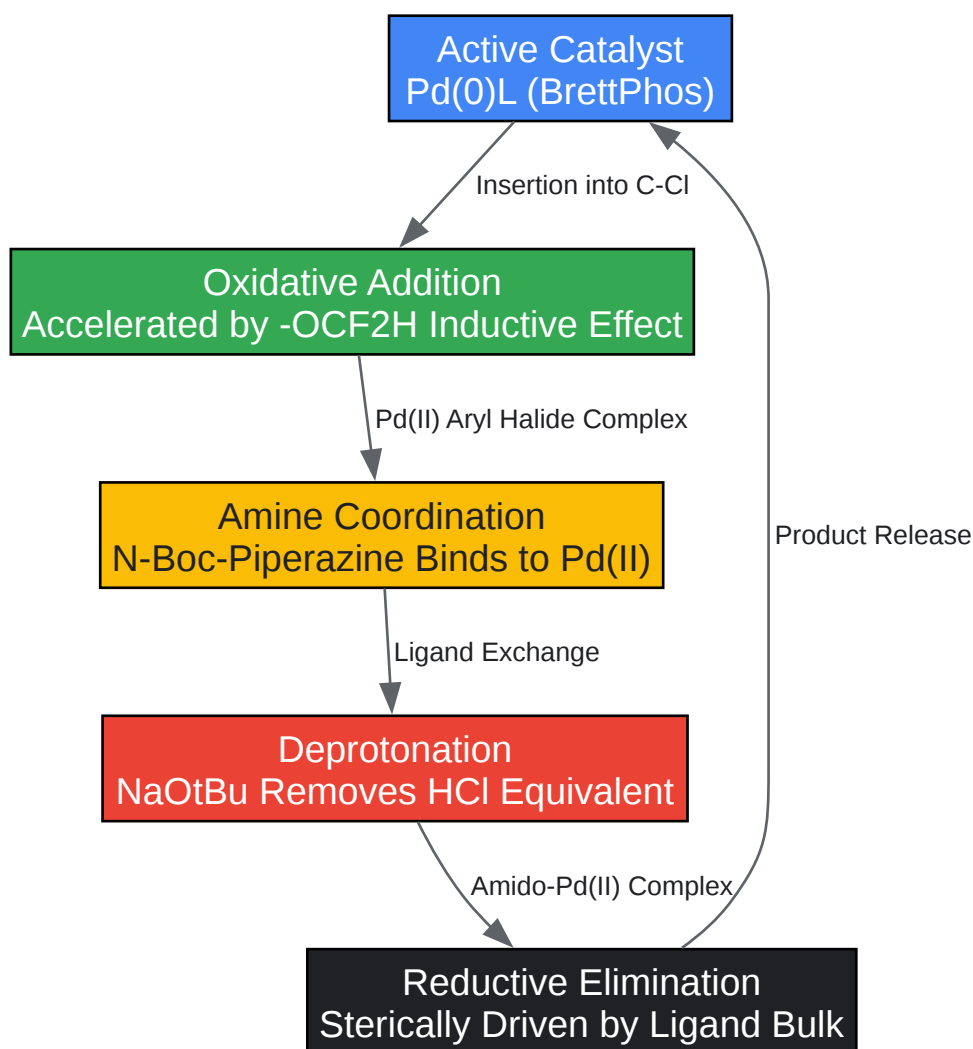 Active Catalyst
Pd(0)L (BrettPhos)
Insertion into C-Cl
Oxidative Addition
Accelerated by -OCF2H Inductive Effect
Pd(II) Aryl Halide Complex
Amine Coordination
N-Boc-Piperazine Binds to Pd(II)
Product Release
Ligand Exchange
Deprotonation
NaOtBu Removes HCl Equivalent
Amido-Pd(II) Complex
Reductive Elimination
Sterically Driven by Ligand Bulk